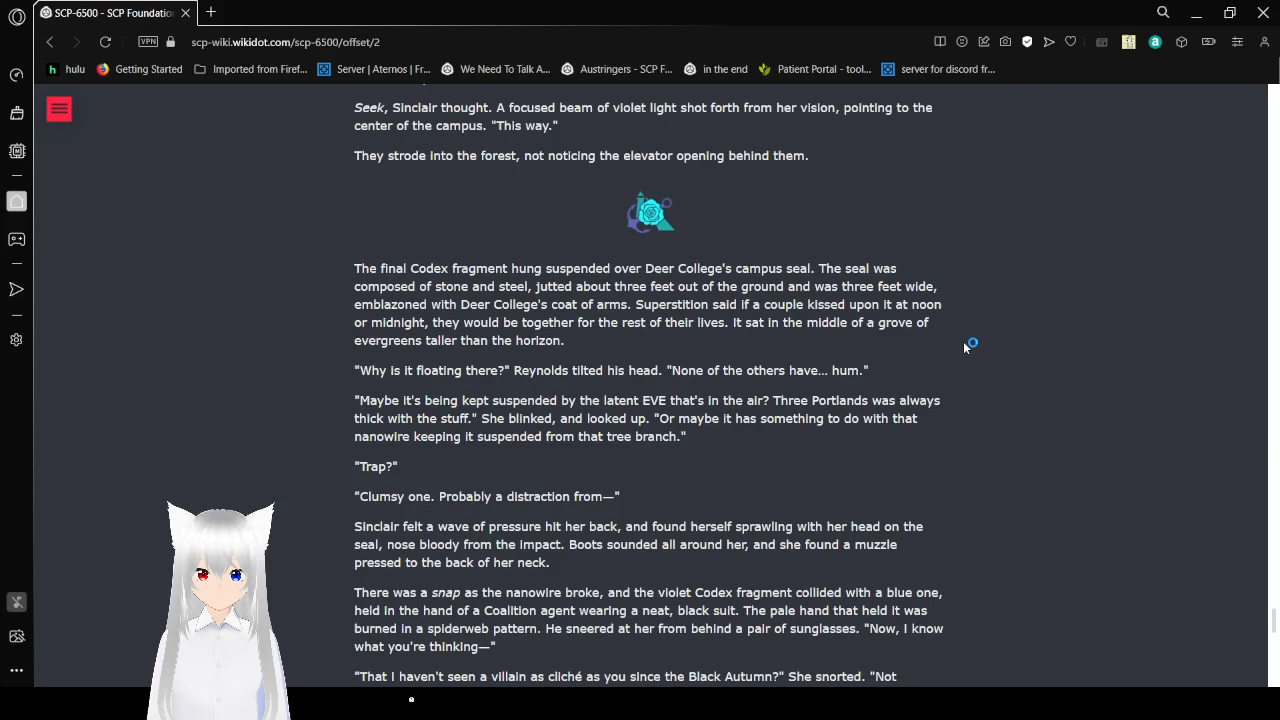 SCP-6500 - SCP Foundatio
scp-wiki.wikidot.com/scp-6500/offset/2
VPN
hulu
Getting Started
Imported from Firef...
Server | Aternos | Fr...
We Need To Talk A...
Austringers - SCP F...
in the end
Patient Portal - tool...
server for discord fr...
Seek, Sinclair thought. A focused beam of violet light shot forth from her vision, pointing to the
center of the campus. "This way."
They strode into the forest, not noticing the elevator opening behind them.
The final Codex fragment hung suspended over Deer College's campus seal. The seal was
composed of stone and steel, jutted about three feet out of the ground and was three feet wide,
emblazoned with Deer College's coat of arms. Superstition said if a couple kissed upon it at noon
or midnight, they would be together for the rest of their lives. It sat in the middle of a grove of
evergreens taller than the horizon.
"Why is it floating there?" Reynolds tilted his head. "None of the others have… hum."
"Maybe it's being kept suspended by the latent EVE that's in the air? Three Portlands was always
thick with the stuff." She blinked, and looked up. "Or maybe it has something to do with that
nanowire keeping it suspended from that tree branch."
"Trap?"
"Clumsy one. Probably a distraction from—"
Sinclair felt a wave of pressure hit her back, and found herself sprawling with her head on the
seal, nose bloody from the impact. Boots sounded all around her, and she found a muzzle
pressed to the back of her neck.
There was a snap as the nanowire broke, and the violet Codex fragment collided with a blue one,
held in the hand of a Coalition agent wearing a neat, black suit. The pale hand that held it was
burned in a spiderweb pattern. He sneered at her from behind a pair of sunglasses. "Now, I know
what you're thinking—"
"That I haven't seen a villain as cliché as you since the Black Autumn?" She snorted. "Not